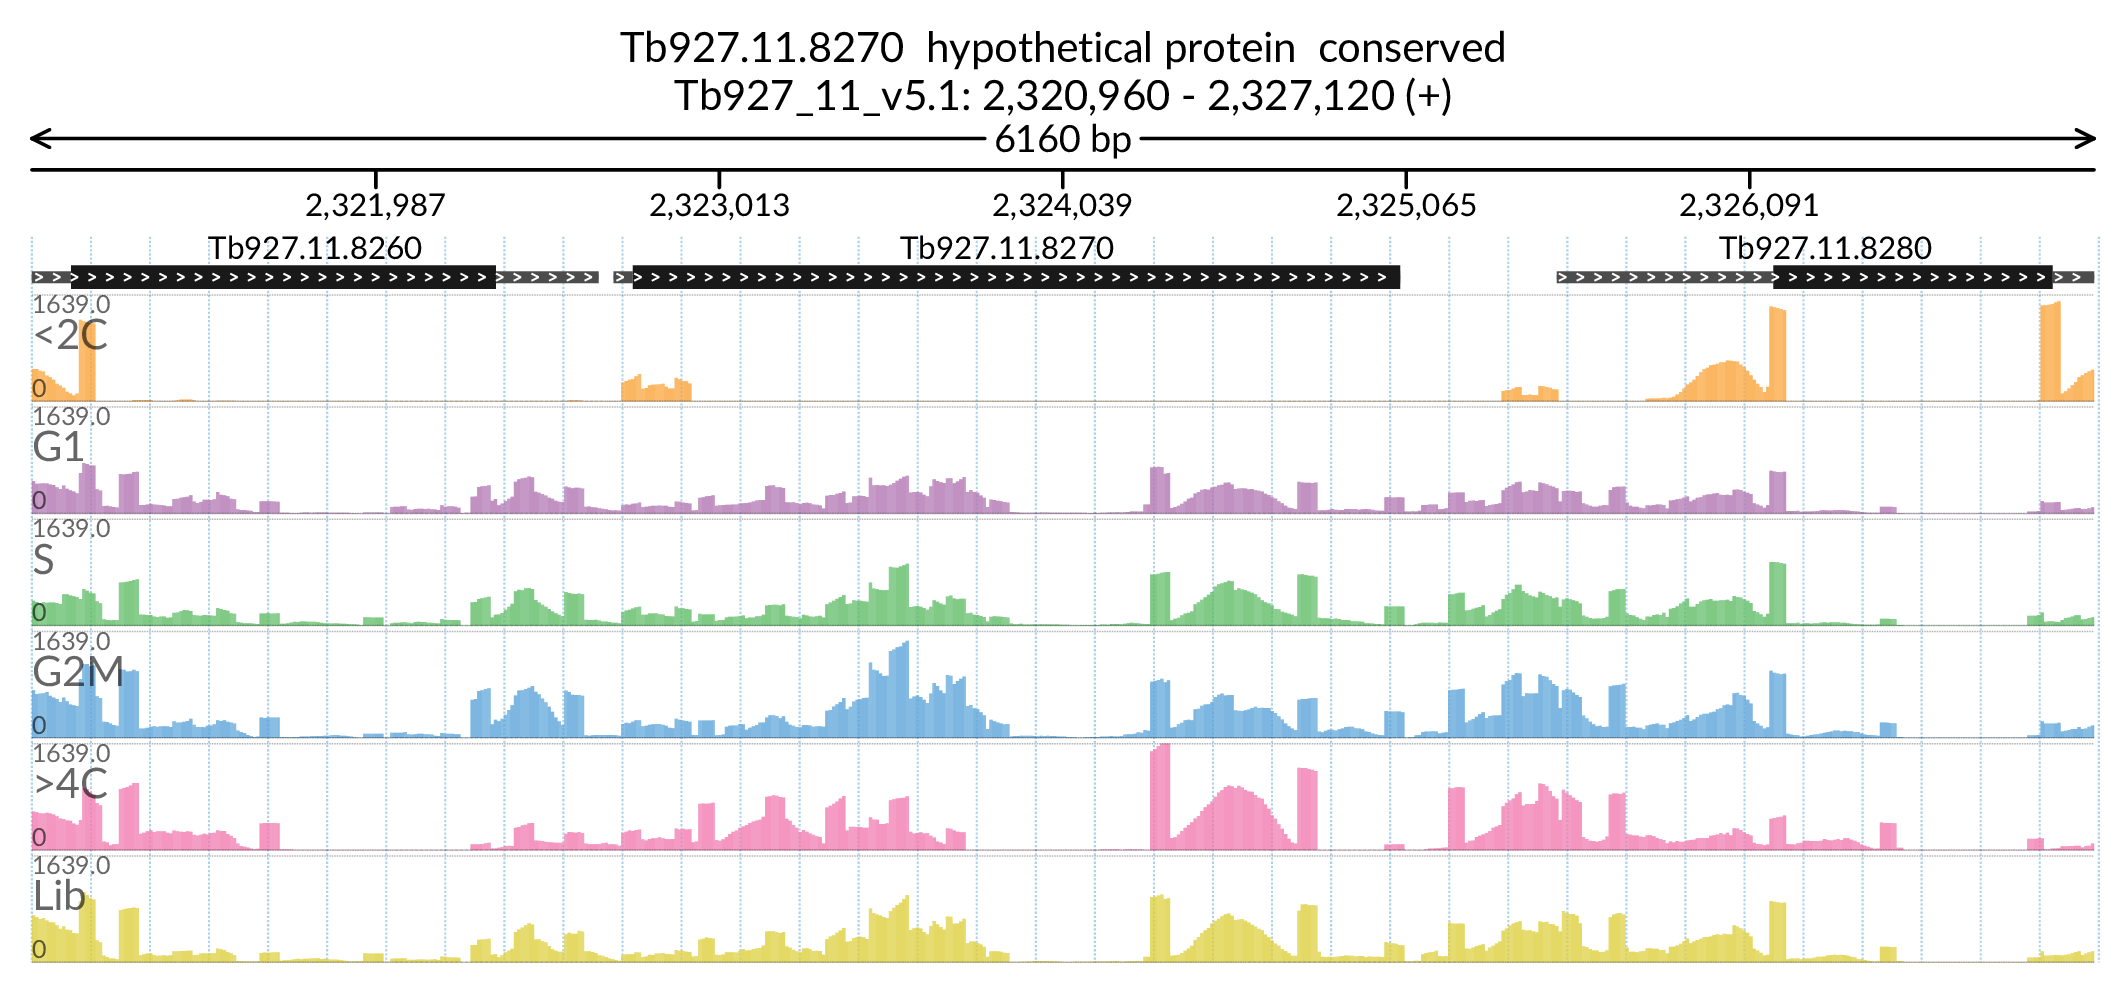 Tb927.11.8270  hypothetical protein  conserved
Tb927_11_v5.1: 2,320,960 - 2,327,120 (+)
6160 bp
2,321,987 2,323,013 2,324,039 2,325,065 2,326,091
Tb927.11.8260 Tb927.11.8270 Tb927.11.8280
1639.0
<2C
0
1639.0
G1
0
1639.0
S
0
1639.0
G2M
0
1639.0
>4C
0
1639.0
Lib
0